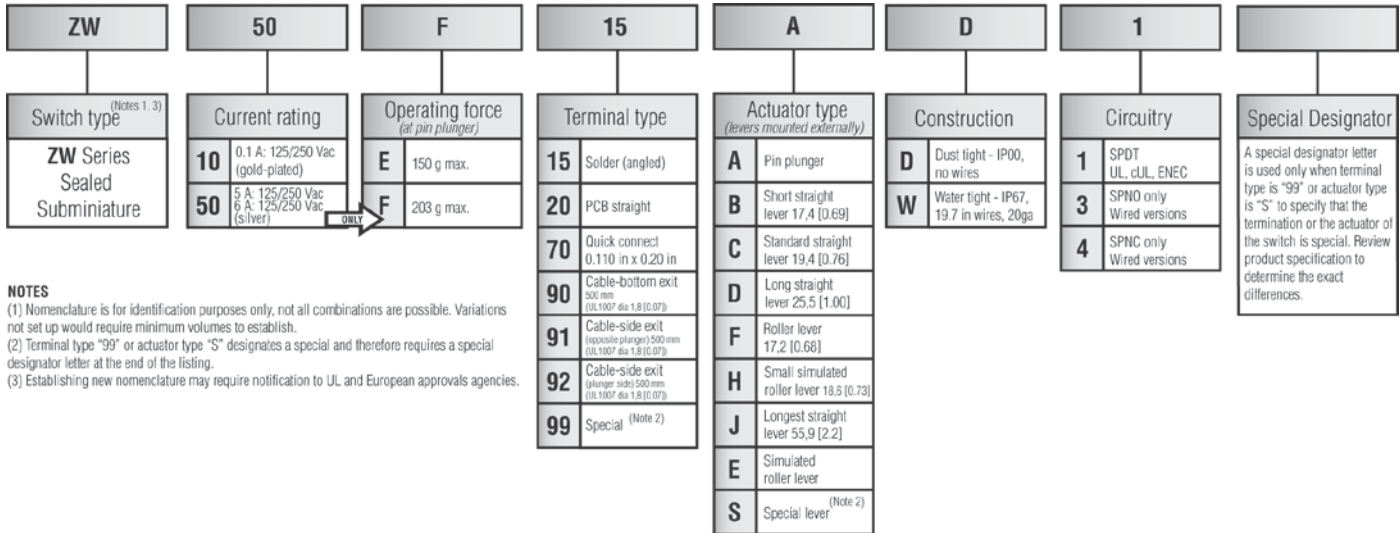 ZW
50
F
15
A
D
1
Switch type (Notes 1, 3)
ZW Series
Sealed
Subminiature
Current rating
10
0.1 A: 125/250 Vac
(gold-plated)
50
5 A: 125/250 Vac
6 A: 125/250 Vac
(silver)
ONLY
Operating force
(at pin plunger)
E
150 g max.
F
203 g max.
Terminal type
15
Solder (angled)
20
PCB straight
70
Quick connect
0.110 in x 0.20 in
90
Cable-bottom exit
500 mm
(UL1007 dia 1,8 [0.07])
91
Cable-side exit
(opposite plunger) 500 mm
(UL1007 dia 1,8 [0.07])
92
Cable-side exit
(plunger side) 500 mm
(UL1007 dia 1,8 [0.07])
99
Special (Note 2)
Actuator type
(levers mounted externally)
A
Pin plunger
B
Short straight
lever 17,4 [0.69]
C
Standard straight
lever 19,4 [0.76]
D
Long straight
lever 25,5 [1.00]
F
Roller lever
17,2 [0.68]
H
Small simulated
roller lever 18,6 [0.73]
J
Longest straight
lever 55,9 [2.2]
E
Simulated
roller lever
S
Special lever (Note 2)
Construction
D
Dust tight - IP00,
no wires
W
Water tight - IP67,
19.7 in wires, 20ga
Circuitry
1
SPDT
UL, cUL, ENEC
3
SPNO only
Wired versions
4
SPNC only
Wired versions
Special Designator
A special designator letter
is used only when terminal
type is "99" or actuator type
is "S" to specify that the
termination or the actuator of
the switch is special. Review
product specification to
determine the exact
differences.
NOTES
(1) Nomenclature is for identification purposes only, not all combinations are possible. Variations
not set up would require minimum volumes to establish.
(2) Terminal type "99" or actuator type "S" designates a special and therefore requires a special
designator letter at the end of the listing.
(3) Establishing new nomenclature may require notification to UL and European approvals agencies.